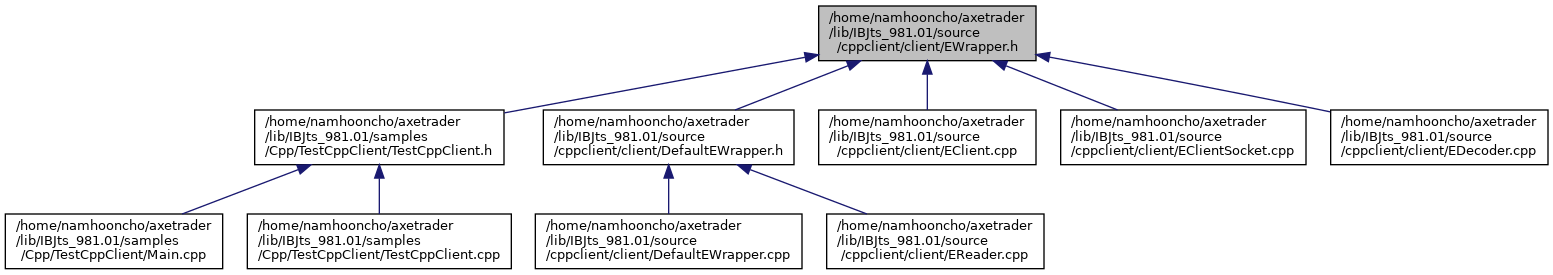 /home/namhooncho/axetrader
/lib/IBJts_981.01/source
/cppclient/client/EWrapper.h
/home/namhooncho/axetrader
/lib/IBJts_981.01/samples
/Cpp/TestCppClient/TestCppClient.h
/home/namhooncho/axetrader
/lib/IBJts_981.01/source
/cppclient/client/DefaultEWrapper.h
/home/namhooncho/axetrader
/lib/IBJts_981.01/source
/cppclient/client/EClient.cpp
/home/namhooncho/axetrader
/lib/IBJts_981.01/source
/cppclient/client/EClientSocket.cpp
/home/namhooncho/axetrader
/lib/IBJts_981.01/source
/cppclient/client/EDecoder.cpp
/home/namhooncho/axetrader
/lib/IBJts_981.01/samples
/Cpp/TestCppClient/Main.cpp
/home/namhooncho/axetrader
/lib/IBJts_981.01/samples
/Cpp/TestCppClient/TestCppClient.cpp
/home/namhooncho/axetrader
/lib/IBJts_981.01/source
/cppclient/client/DefaultEWrapper.cpp
/home/namhooncho/axetrader
/lib/IBJts_981.01/source
/cppclient/client/EReader.cpp